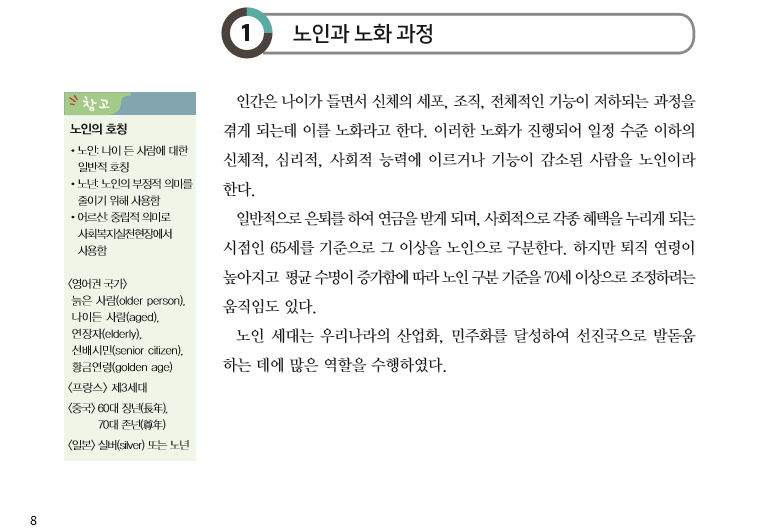 1 노인과 노화 과정
참고
노인의 호칭
• 노인: 나이 든 사람에 대한
일반적 호칭
• 노년: 노인의 부정적 의미를
줄이기 위해 사용함
• 어르신: 중립적 의미로
사회복지실천현장에서
사용함
〈영어권 국가〉
늙은 사람(older person),
나이든 사람(aged),
연장자(elderly),
선배시민(senior citizen),
황금연령(golden age)
〈프랑스〉 제3세대
〈중국〉 60대 장년(長年),
70대 존년(尊年)
〈일본〉 실버(silver) 또는 노년
인간은 나이가 들면서 신체의 세포, 조직, 전체적인 기능이 저하되는 과정을
겪게 되는데 이를 노화라고 한다. 이러한 노화가 진행되어 일정 수준 이하의
신체적, 심리적, 사회적 능력에 이르거나 기능이 감소된 사람을 노인이라
한다.
일반적으로 은퇴를 하여 연금을 받게 되며, 사회적으로 각종 혜택을 누리게 되는
시점인 65세를 기준으로 그 이상을 노인으로 구분한다. 하지만 퇴직 연령이
높아지고 평균 수명이 증가함에 따라 노인 구분 기준을 70세 이상으로 조정하려는
움직임도 있다.
노인 세대는 우리나라의 산업화, 민주화를 달성하여 선진국으로 발돋움
하는 데에 많은 역할을 수행하였다.
8